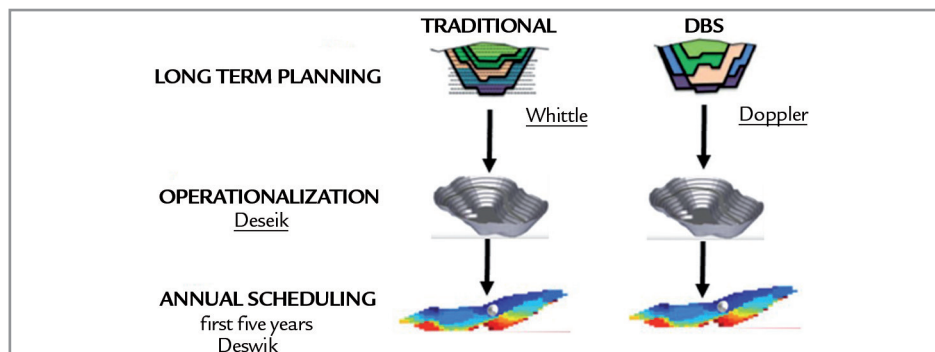 TRADITIONAL DBS
LONG TERM PLANNING
Whittle Doppler
OPERATIONALIZATION
Deseik
ANNUAL SCHEDULING
first five years
Deswik